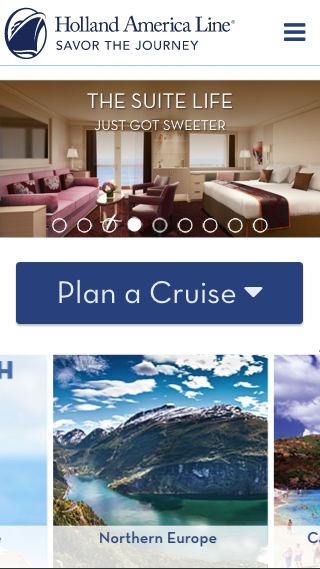 Holland America Line®
SAVOR THE JOURNEY
THE SUITE LIFE
JUST GOT SWEETER
Plan a Cruise
H
Northern Europe
C